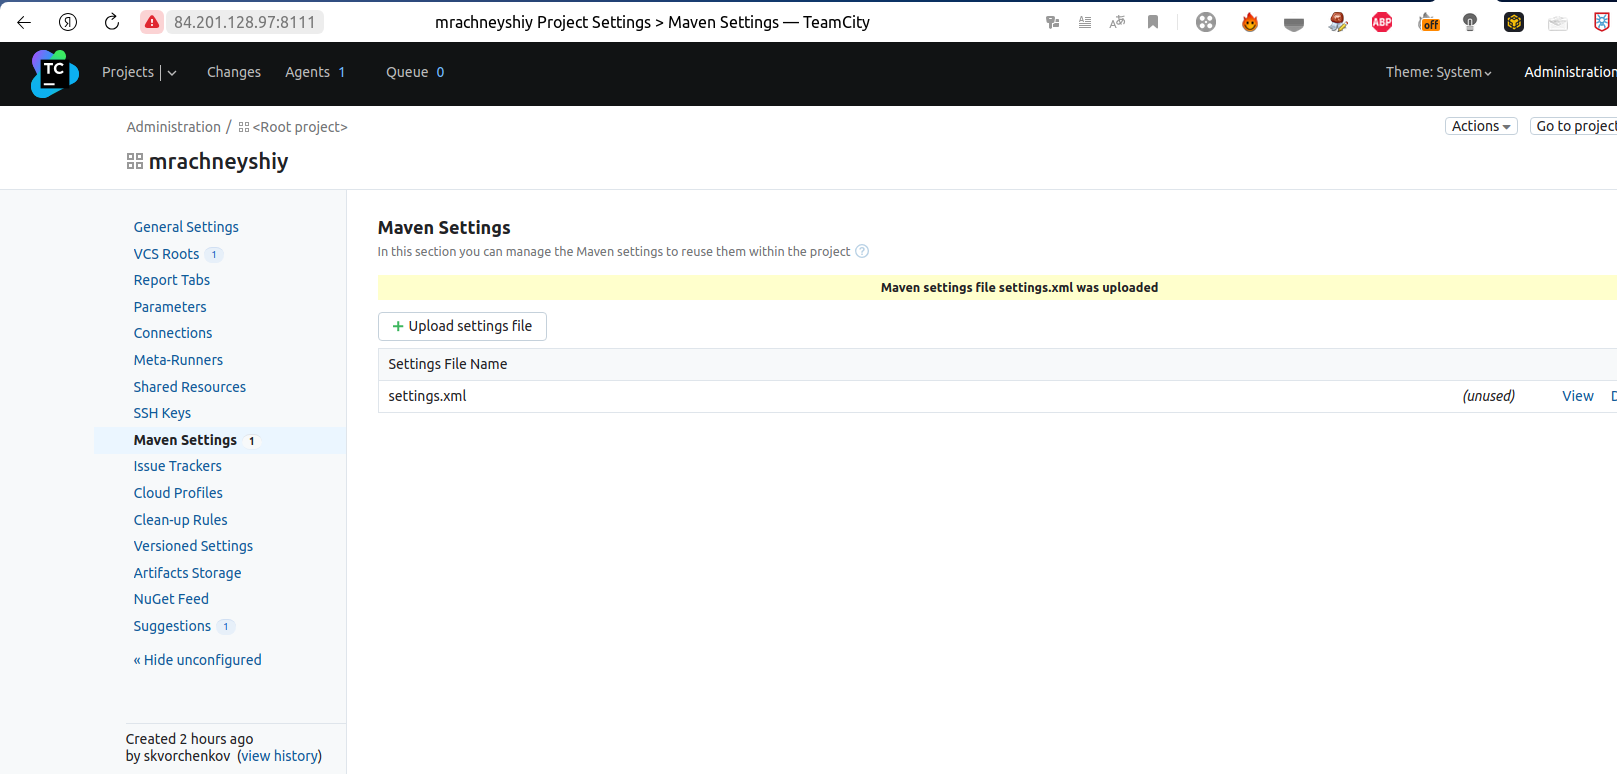 84.201.128.97:8111
mrachneyshiy Project Settings > Maven Settings — TeamCity
ABP
off
TC
Projects
Changes
Agents 1
Queue 0
Theme: System
Administration
Administration / <Root project>
Actions
Go to project
mrachneyshiy
General Settings
VCS Roots 1
Report Tabs
Parameters
Connections
Meta-Runners
Shared Resources
SSH Keys
Maven Settings 1
Issue Trackers
Cloud Profiles
Clean-up Rules
Versioned Settings
Artifacts Storage
NuGet Feed
Suggestions 1
« Hide unconfigured
Created 2 hours ago
by skvorchenkov (view history)
Maven Settings
In this section you can manage the Maven settings to reuse them within the project ?
Maven settings file settings.xml was uploaded
+ Upload settings file
Settings File Name
settings.xml (unused) View D